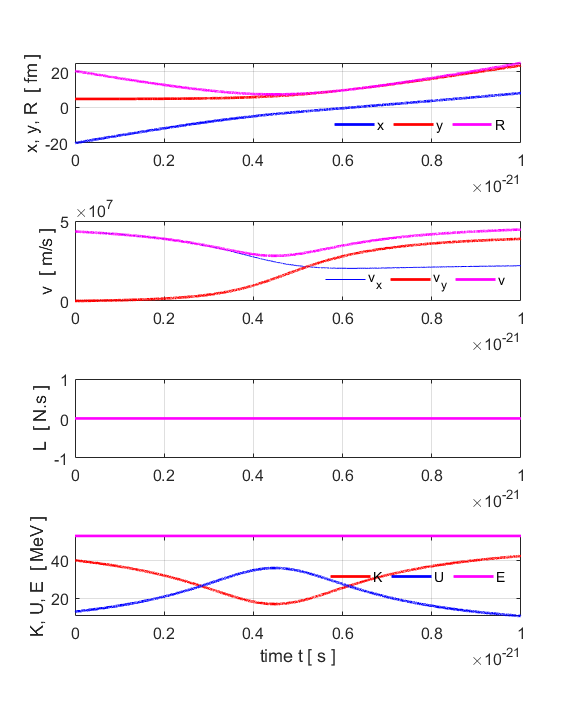 x, y, R [ fm ]
20
0
-20
x y R
0 0.2 0.4 0.6 0.8 1
×10-21
×107
v [ m/s ]
5
0
vx vy v
0 0.2 0.4 0.6 0.8 1
×10-21
L [ N.s ]
1
0
-1
0 0.2 0.4 0.6 0.8 1
×10-21
K, U, E [ MeV ]
40
20
K U E
0 0.2 0.4 0.6 0.8 1
time t [ s ]
×10-21